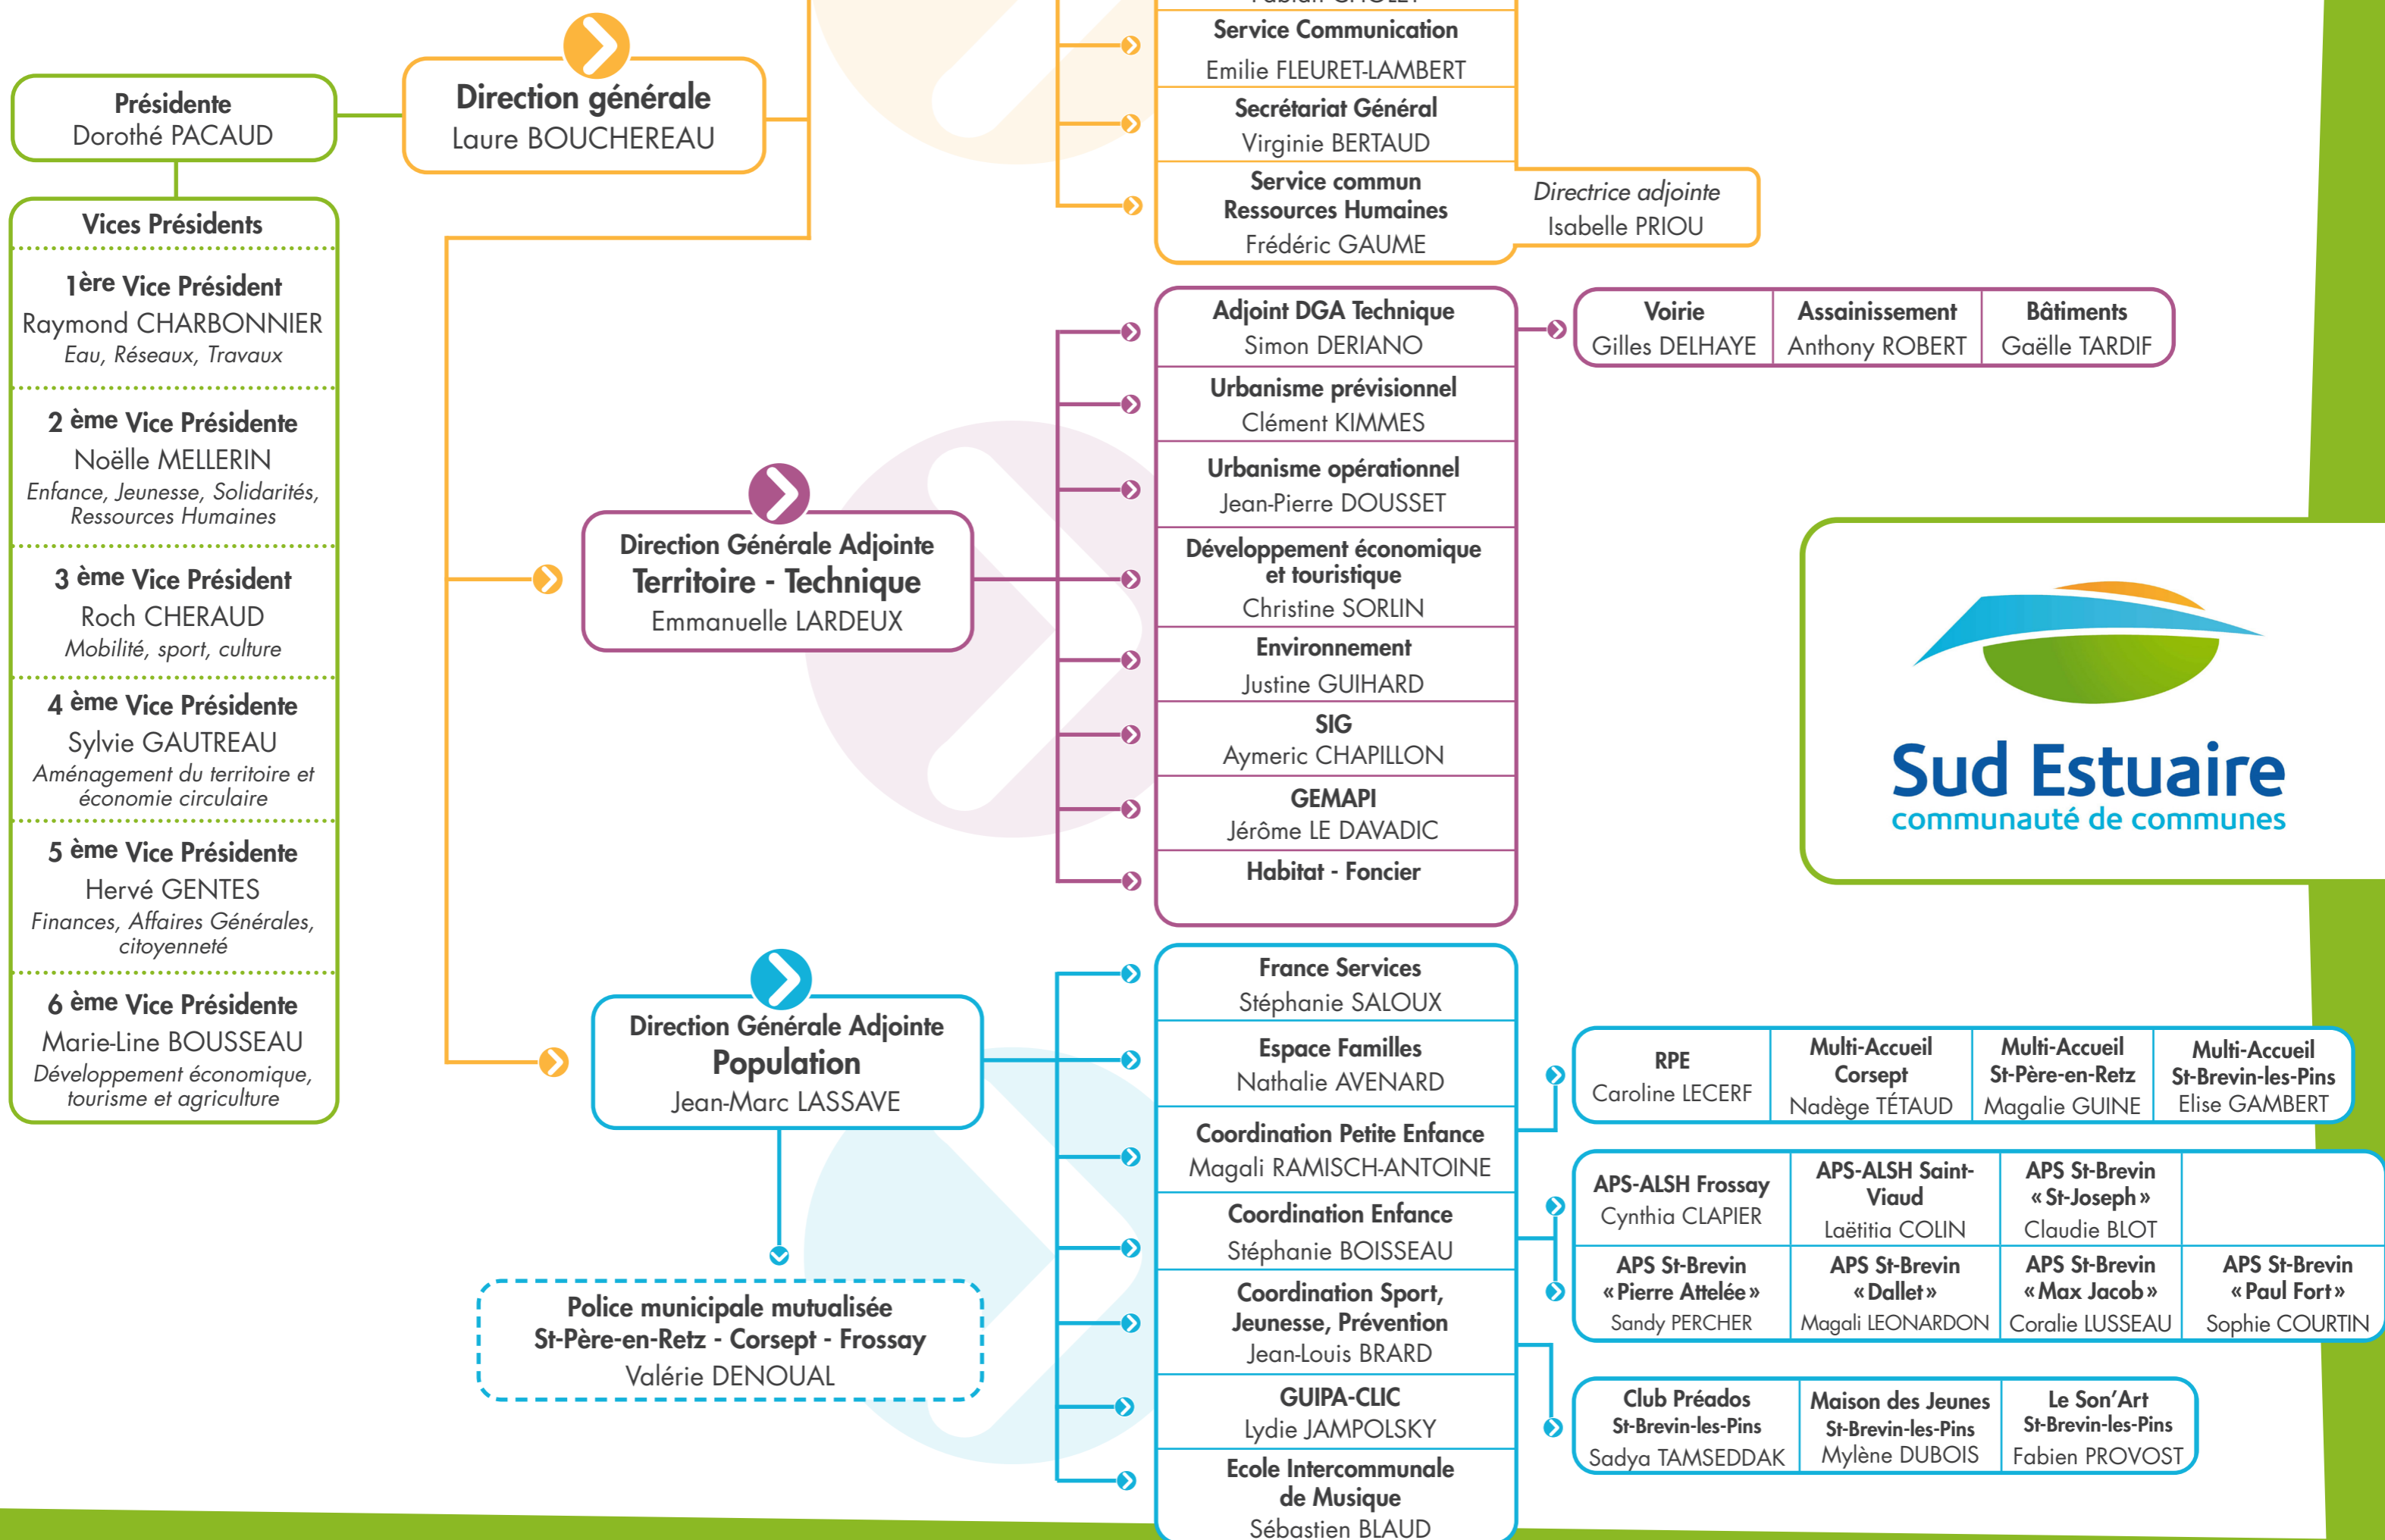 Service Communication
Emilie FLEURET-LAMBERT
Secrétariat Général
Virginie BERTAUD
Service commun
Ressources Humaines
Frédéric GAUME
Directrice adjointe
Isabelle PRIOU
Direction générale
Laure BOUCHEREAU
Présidente
Dorothé PACAUD
Vices Présidents
1ère Vice Président
Raymond CHARBONNIER
Eau, Réseaux, Travaux
2 ème Vice Présidente
Noëlle MELLERIN
Enfance, Jeunesse, Solidarités,
Ressources Humaines
3 ème Vice Président
Roch CHERAUD
Mobilité, sport, culture
4 ème Vice Présidente
Sylvie GAUTREAU
Aménagement du territoire et
économie circulaire
5 ème Vice Présidente
Hervé GENTES
Finances, Affaires Générales,
citoyenneté
6 ème Vice Présidente
Marie-Line BOUSSEAU
Développement économique,
tourisme et agriculture
Direction Générale Adjointe
Territoire - Technique
Emmanuelle LARDEUX
Adjoint DGA Technique
Simon DERIANO
Voirie
Gilles DELHAYE
Assainissement
Anthony ROBERT
Bâtiments
Gaëlle TARDIF
Urbanisme prévisionnel
Clément KIMMES
Urbanisme opérationnel
Jean-Pierre DOUSSET
Développement économique
et touristique
Christine SORLIN
Environnement
Justine GUIHARD
SIG
Aymeric CHAPILLON
GEMAPI
Jérôme LE DAVADIC
Habitat - Foncier
Sud Estuaire
communauté de communes
Direction Générale Adjointe
Population
Jean-Marc LASSAVE
Police municipale mutualisée
St-Père-en-Retz - Corsept - Frossay
Valérie DENOUAL
France Services
Stéphanie SALOUX
Espace Familles
Nathalie AVENARD
Coordination Petite Enfance
Magali RAMISCH-ANTOINE
Coordination Enfance
Stéphanie BOISSEAU
Coordination Sport,
Jeunesse, Prévention
Jean-Louis BRARD
GUIPA-CLIC
Lydie JAMPOLSKY
Ecole Intercommunale
de Musique
Sébastien BLAUD
RPE
Caroline LECERF
Multi-Accueil
Corsept
Nadège TÉTAUD
Multi-Accueil
St-Père-en-Retz
Magalie GUINE
Multi-Accueil
St-Brevin-les-Pins
Elise GAMBERT
APS-ALSH Frossay
Cynthia CLAPIER
APS-ALSH Saint-
Viaud
Laëtitia COLIN
APS St-Brevin
« St-Joseph »
Claudie BLOT
APS St-Brevin
« Pierre Attelée »
Sandy PERCHER
APS St-Brevin
« Dallet »
Magali LEONARDON
APS St-Brevin
« Max Jacob »
Coralie LUSSEAU
APS St-Brevin
« Paul Fort »
Sophie COURTIN
Club Préados
St-Brevin-les-Pins
Sadya TAMSEDDAK
Maison des Jeunes
St-Brevin-les-Pins
Mylène DUBOIS
Le Son'Art
St-Brevin-les-Pins
Fabien PROVOST